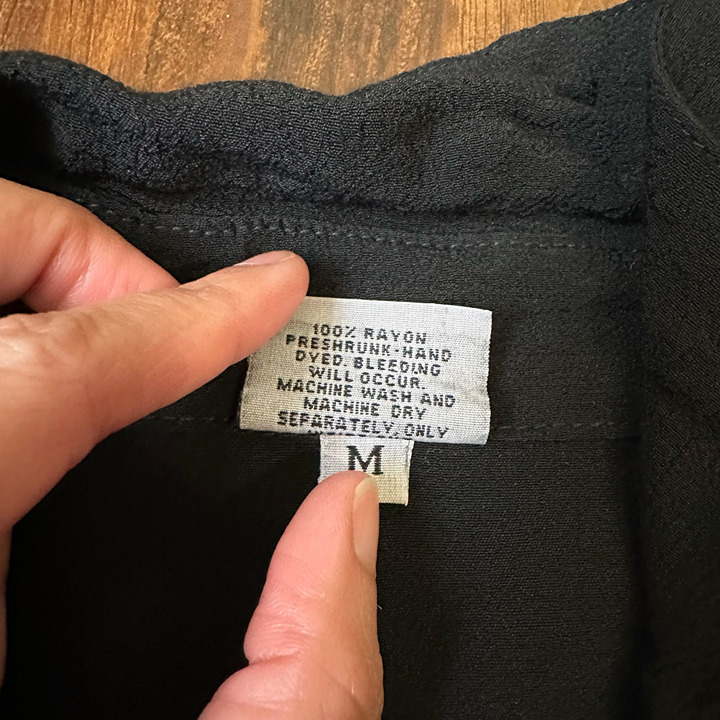 100% RAYON
PRESHRUNK-HAND
DYED. BLEEDING
WILL OCCUR.
MACHINE WASH AND
MACHINE DRY
SEPARATELY, ONLY
M